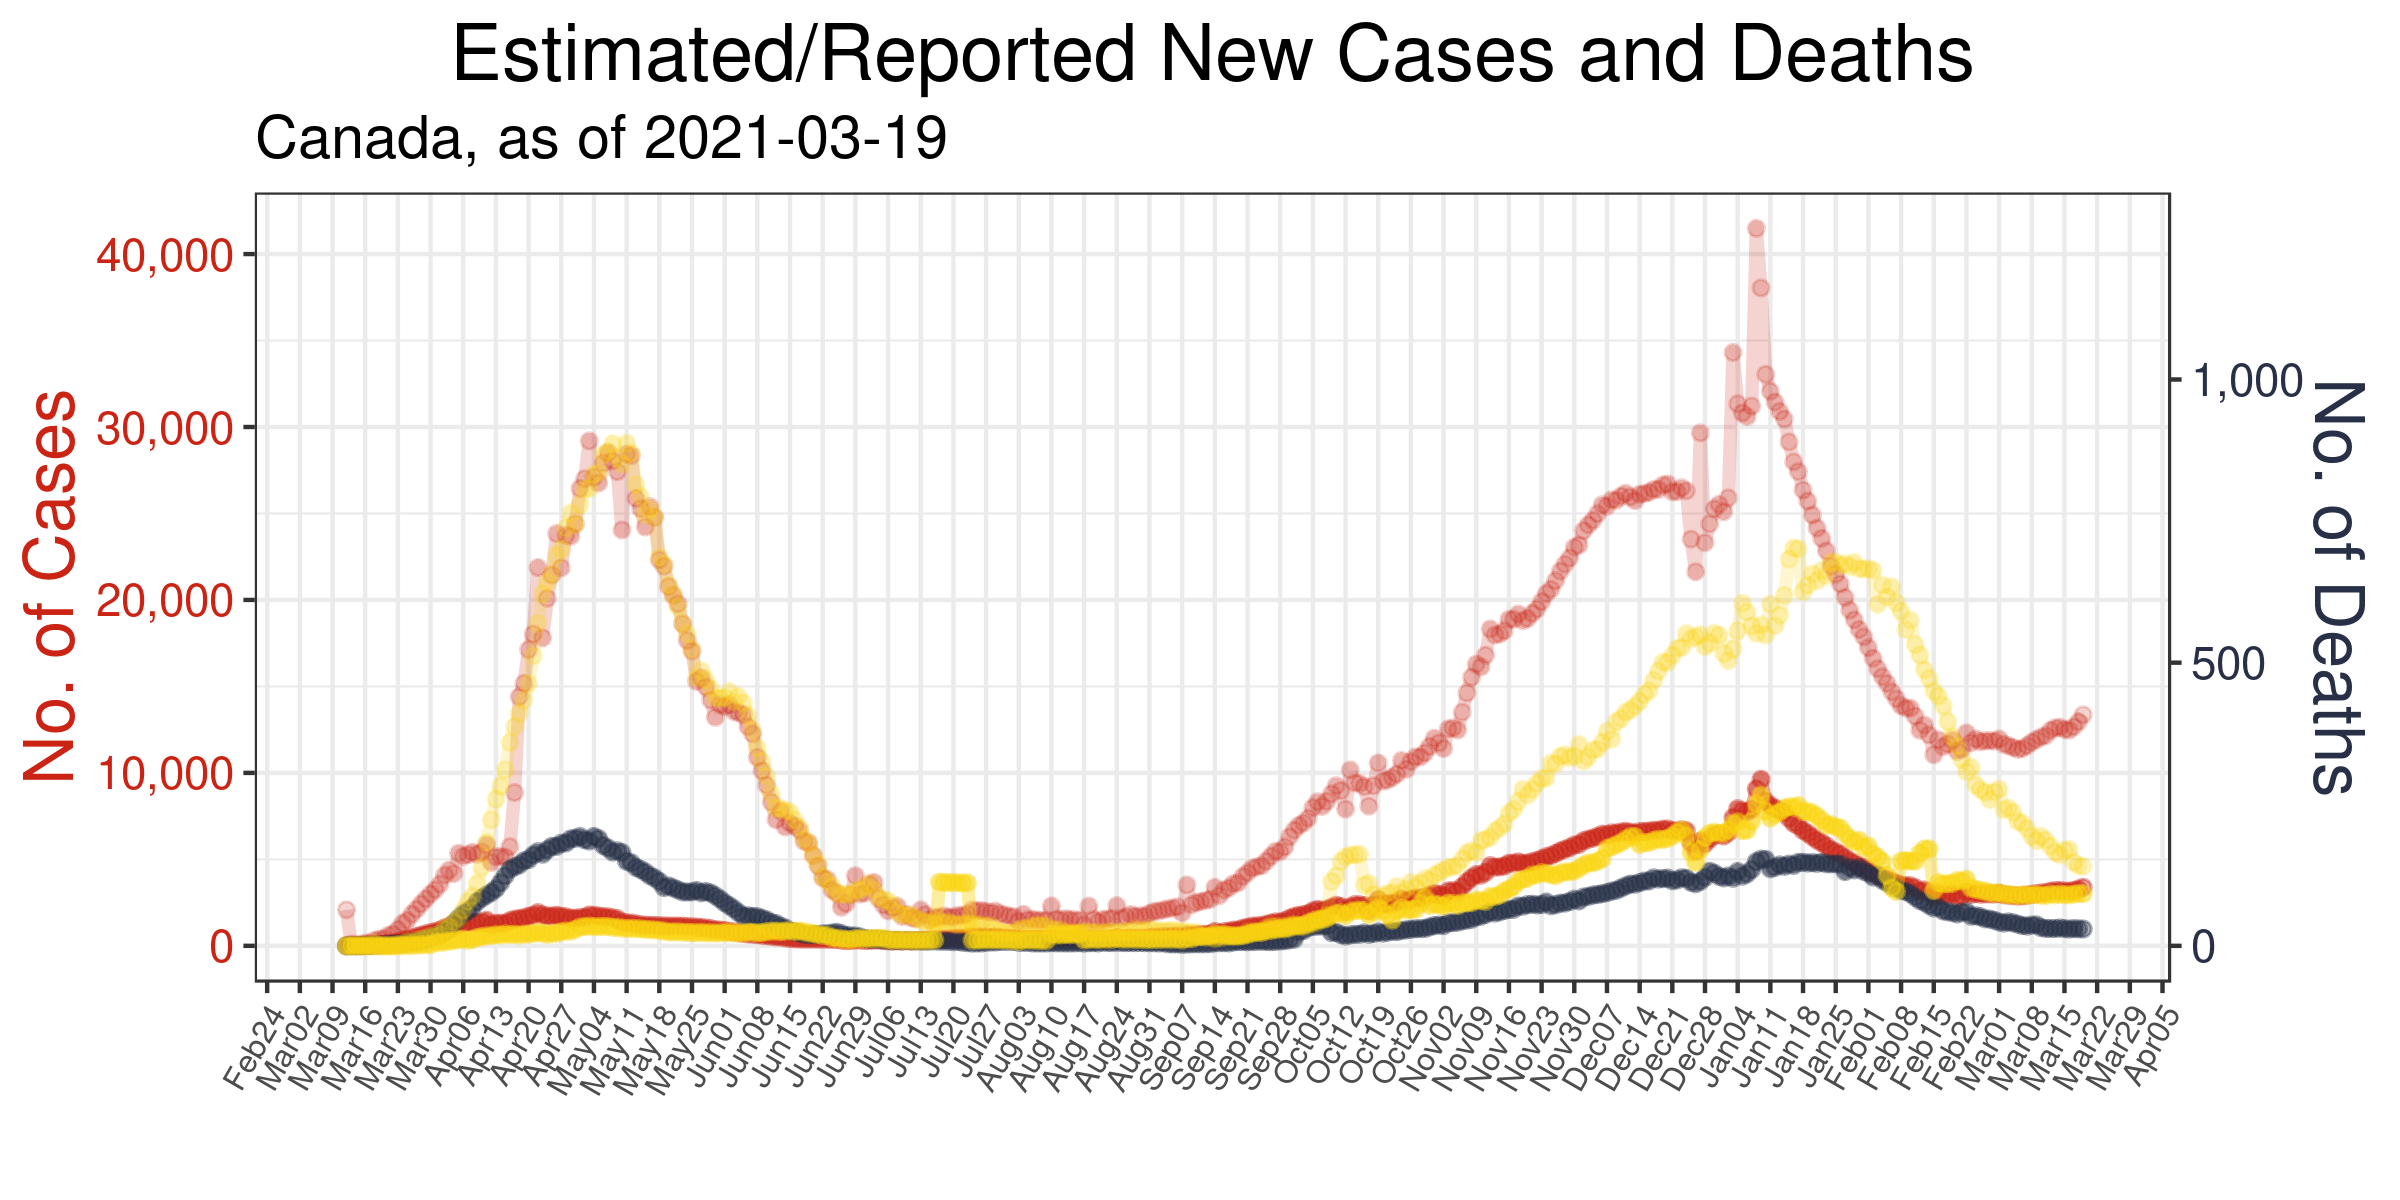 Estimated/Reported New Cases and Deaths
Canada, as of 2021-03-19
No. of Cases
40,000
30,000
20,000
10,000
0
1,000
500
0
No. of Deaths
Feb24
Mar02
Mar09
Mar16
Mar23
Mar30
Apr06
Apr13
Apr20
Apr27
May04
May11
May18
May25
Jun01
Jun08
Jun15
Jun22
Jun29
Jul06
Jul13
Jul20
Jul27
Aug03
Aug10
Aug17
Aug24
Aug31
Sep07
Sep14
Sep21
Sep28
Oct05
Oct12
Oct19
Oct26
Nov02
Nov09
Nov16
Nov23
Nov30
Dec07
Dec14
Dec21
Dec28
Jan04
Jan11
Jan18
Jan25
Feb01
Feb08
Feb15
Feb22
Mar01
Mar08
Mar15
Mar22
Mar29
Apr05